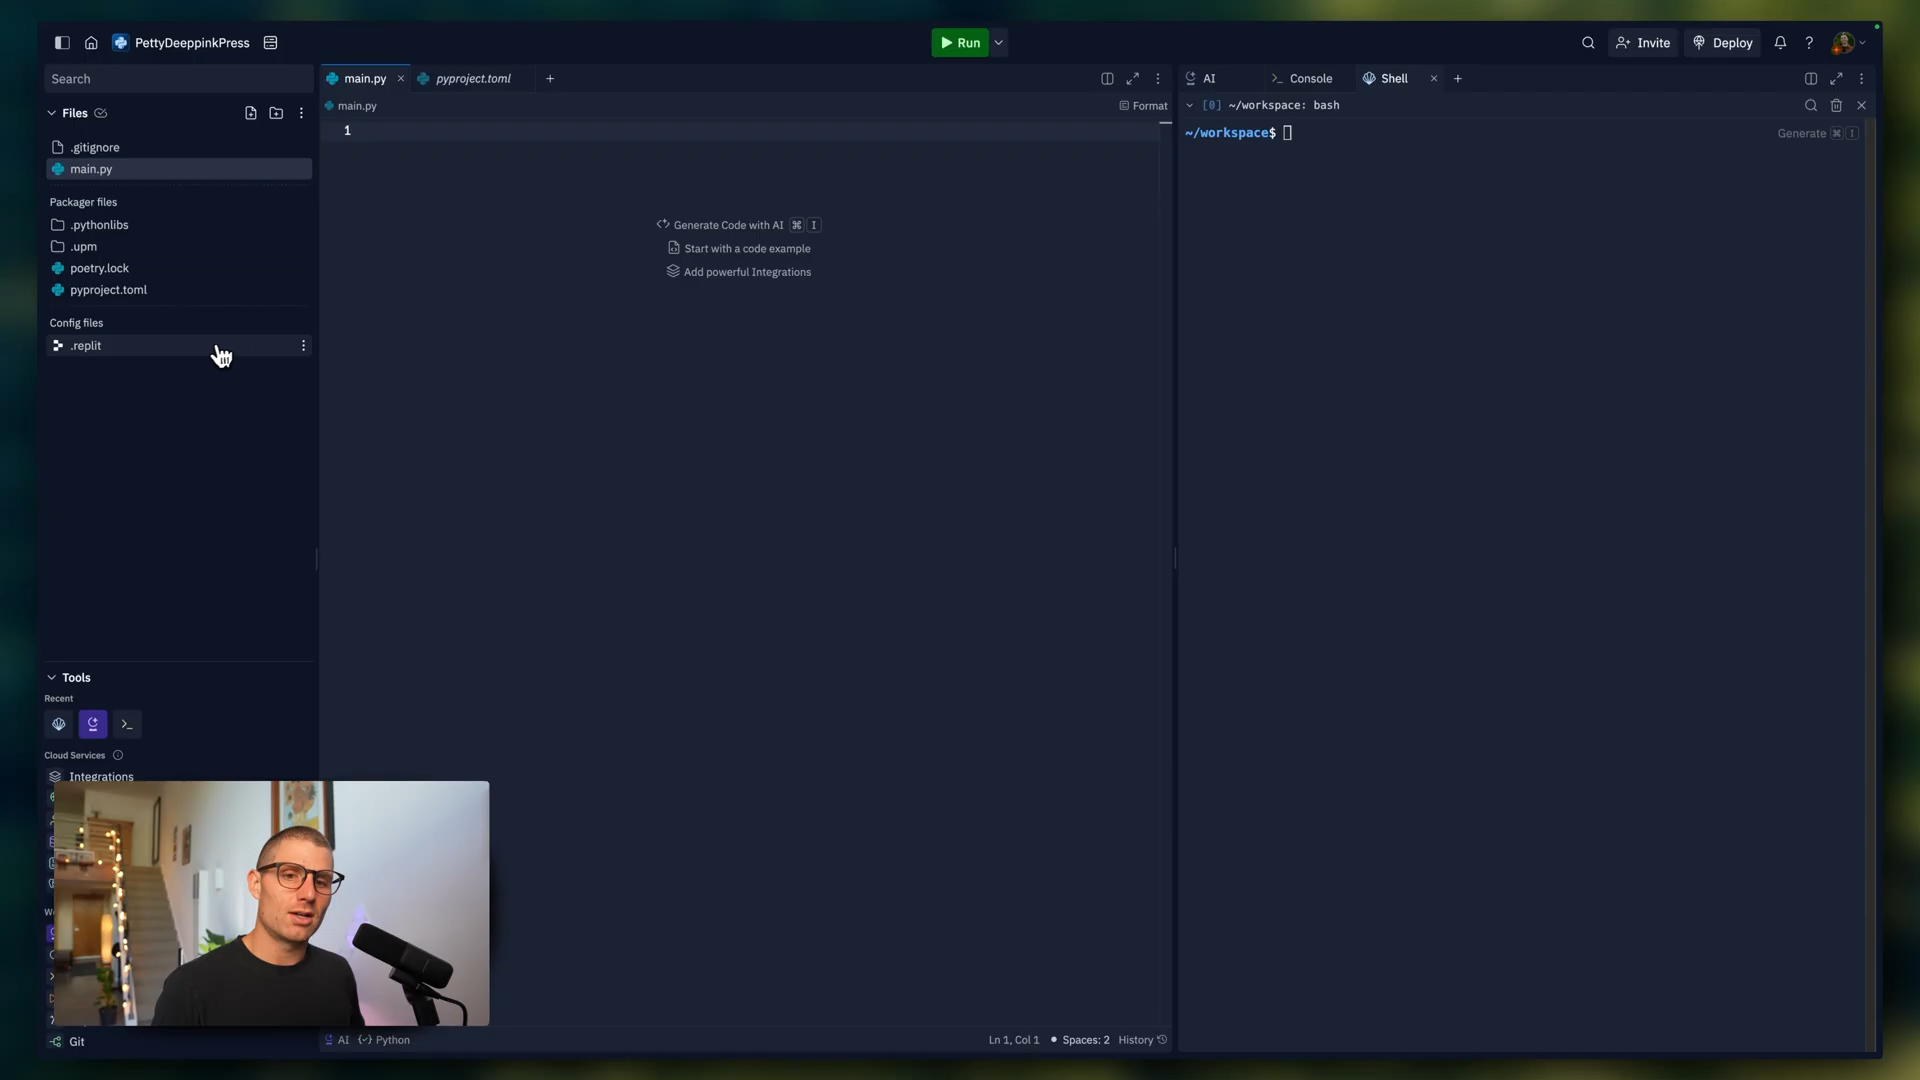 PettyDeeppinkPress
Run
Invite
Deploy
?
Search
main.py
pyproject.toml
AI
Console
Shell
Files
main.py
Format
[0] ~/workspace: bash
1
~/workspace$
Generate ⌘ I
.gitignore
main.py
Packager files
.pythonlibs
.upm
poetry.lock
pyproject.toml
Config files
.replit
Generate Code with AI ⌘ I
Start with a code example
Add powerful Integrations
Tools
Recent
Cloud Services
Integrations
Git
AI
Python
Ln 1, Col 1
Spaces: 2
History